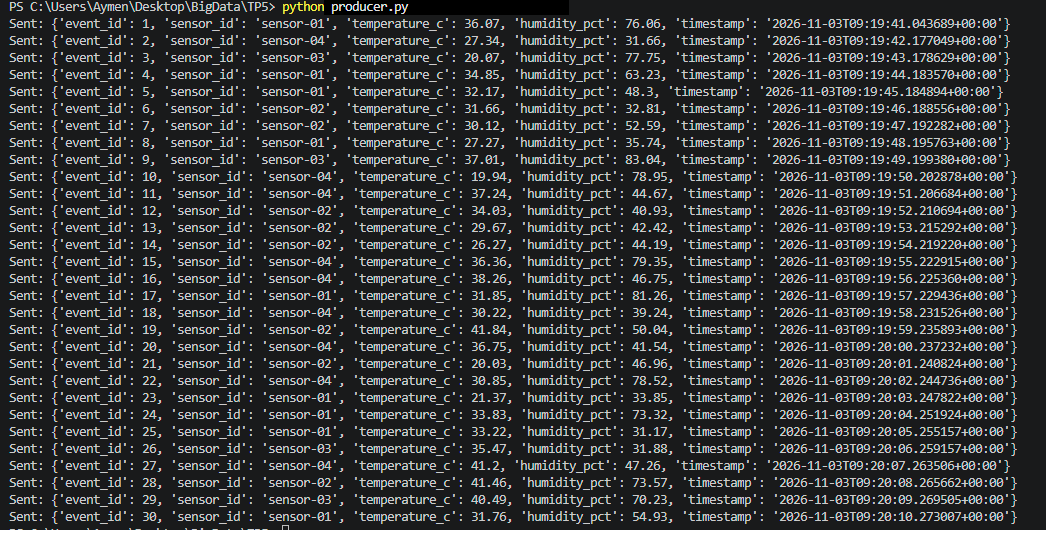 PS C:\Users\Aymen\Desktop\BigData\TP5> python producer.py
Sent: {'event_id': 1, 'sensor_id': 'sensor-01', 'temperature_c': 36.07, 'humidity_pct': 76.06, 'timestamp': '2026-11-03T09:19:41.043689+00:00'}
Sent: {'event_id': 2, 'sensor_id': 'sensor-04', 'temperature_c': 27.34, 'humidity_pct': 31.66, 'timestamp': '2026-11-03T09:19:42.177049+00:00'}
Sent: {'event_id': 3, 'sensor_id': 'sensor-03', 'temperature_c': 20.07, 'humidity_pct': 77.75, 'timestamp': '2026-11-03T09:19:43.178629+00:00'}
Sent: {'event_id': 4, 'sensor_id': 'sensor-01', 'temperature_c': 34.85, 'humidity_pct': 63.23, 'timestamp': '2026-11-03T09:19:44.183570+00:00'}
Sent: {'event_id': 5, 'sensor_id': 'sensor-01', 'temperature_c': 32.17, 'humidity_pct': 48.3, 'timestamp': '2026-11-03T09:19:45.184894+00:00'}
Sent: {'event_id': 6, 'sensor_id': 'sensor-02', 'temperature_c': 31.66, 'humidity_pct': 32.81, 'timestamp': '2026-11-03T09:19:46.188556+00:00'}
Sent: {'event_id': 7, 'sensor_id': 'sensor-02', 'temperature_c': 30.12, 'humidity_pct': 52.59, 'timestamp': '2026-11-03T09:19:47.192282+00:00'}
Sent: {'event_id': 8, 'sensor_id': 'sensor-01', 'temperature_c': 27.27, 'humidity_pct': 35.74, 'timestamp': '2026-11-03T09:19:48.195763+00:00'}
Sent: {'event_id': 9, 'sensor_id': 'sensor-03', 'temperature_c': 37.01, 'humidity_pct': 83.04, 'timestamp': '2026-11-03T09:19:49.199380+00:00'}
Sent: {'event_id': 10, 'sensor_id': 'sensor-04', 'temperature_c': 19.94, 'humidity_pct': 78.95, 'timestamp': '2026-11-03T09:19:50.202878+00:00'}
Sent: {'event_id': 11, 'sensor_id': 'sensor-04', 'temperature_c': 37.24, 'humidity_pct': 44.67, 'timestamp': '2026-11-03T09:19:51.206684+00:00'}
Sent: {'event_id': 12, 'sensor_id': 'sensor-02', 'temperature_c': 34.03, 'humidity_pct': 40.93, 'timestamp': '2026-11-03T09:19:52.210694+00:00'}
Sent: {'event_id': 13, 'sensor_id': 'sensor-02', 'temperature_c': 29.67, 'humidity_pct': 42.42, 'timestamp': '2026-11-03T09:19:53.215292+00:00'}
Sent: {'event_id': 14, 'sensor_id': 'sensor-02', 'temperature_c': 26.27, 'humidity_pct': 44.19, 'timestamp': '2026-11-03T09:19:54.219220+00:00'}
Sent: {'event_id': 15, 'sensor_id': 'sensor-04', 'temperature_c': 36.36, 'humidity_pct': 79.35, 'timestamp': '2026-11-03T09:19:55.222915+00:00'}
Sent: {'event_id': 16, 'sensor_id': 'sensor-04', 'temperature_c': 38.26, 'humidity_pct': 46.75, 'timestamp': '2026-11-03T09:19:56.225360+00:00'}
Sent: {'event_id': 17, 'sensor_id': 'sensor-01', 'temperature_c': 31.85, 'humidity_pct': 81.26, 'timestamp': '2026-11-03T09:19:57.229436+00:00'}
Sent: {'event_id': 18, 'sensor_id': 'sensor-04', 'temperature_c': 30.22, 'humidity_pct': 39.24, 'timestamp': '2026-11-03T09:19:58.231526+00:00'}
Sent: {'event_id': 19, 'sensor_id': 'sensor-02', 'temperature_c': 41.84, 'humidity_pct': 50.04, 'timestamp': '2026-11-03T09:19:59.235893+00:00'}
Sent: {'event_id': 20, 'sensor_id': 'sensor-04', 'temperature_c': 36.75, 'humidity_pct': 41.54, 'timestamp': '2026-11-03T09:20:00.237232+00:00'}
Sent: {'event_id': 21, 'sensor_id': 'sensor-02', 'temperature_c': 20.03, 'humidity_pct': 46.96, 'timestamp': '2026-11-03T09:20:01.240824+00:00'}
Sent: {'event_id': 22, 'sensor_id': 'sensor-04', 'temperature_c': 30.85, 'humidity_pct': 78.52, 'timestamp': '2026-11-03T09:20:02.244736+00:00'}
Sent: {'event_id': 23, 'sensor_id': 'sensor-01', 'temperature_c': 21.37, 'humidity_pct': 33.85, 'timestamp': '2026-11-03T09:20:03.247822+00:00'}
Sent: {'event_id': 24, 'sensor_id': 'sensor-01', 'temperature_c': 33.83, 'humidity_pct': 73.32, 'timestamp': '2026-11-03T09:20:04.251924+00:00'}
Sent: {'event_id': 25, 'sensor_id': 'sensor-01', 'temperature_c': 33.22, 'humidity_pct': 31.17, 'timestamp': '2026-11-03T09:20:05.255157+00:00'}
Sent: {'event_id': 26, 'sensor_id': 'sensor-03', 'temperature_c': 35.47, 'humidity_pct': 31.88, 'timestamp': '2026-11-03T09:20:06.259157+00:00'}
Sent: {'event_id': 27, 'sensor_id': 'sensor-04', 'temperature_c': 41.2, 'humidity_pct': 47.26, 'timestamp': '2026-11-03T09:20:07.263506+00:00'}
Sent: {'event_id': 28, 'sensor_id': 'sensor-02', 'temperature_c': 41.46, 'humidity_pct': 73.57, 'timestamp': '2026-11-03T09:20:08.265662+00:00'}
Sent: {'event_id': 29, 'sensor_id': 'sensor-03', 'temperature_c': 40.49, 'humidity_pct': 70.23, 'timestamp': '2026-11-03T09:20:09.269505+00:00'}
Sent: {'event_id': 30, 'sensor_id': 'sensor-01', 'temperature_c': 31.76, 'humidity_pct': 54.93, 'timestamp': '2026-11-03T09:20:10.273007+00:00'}